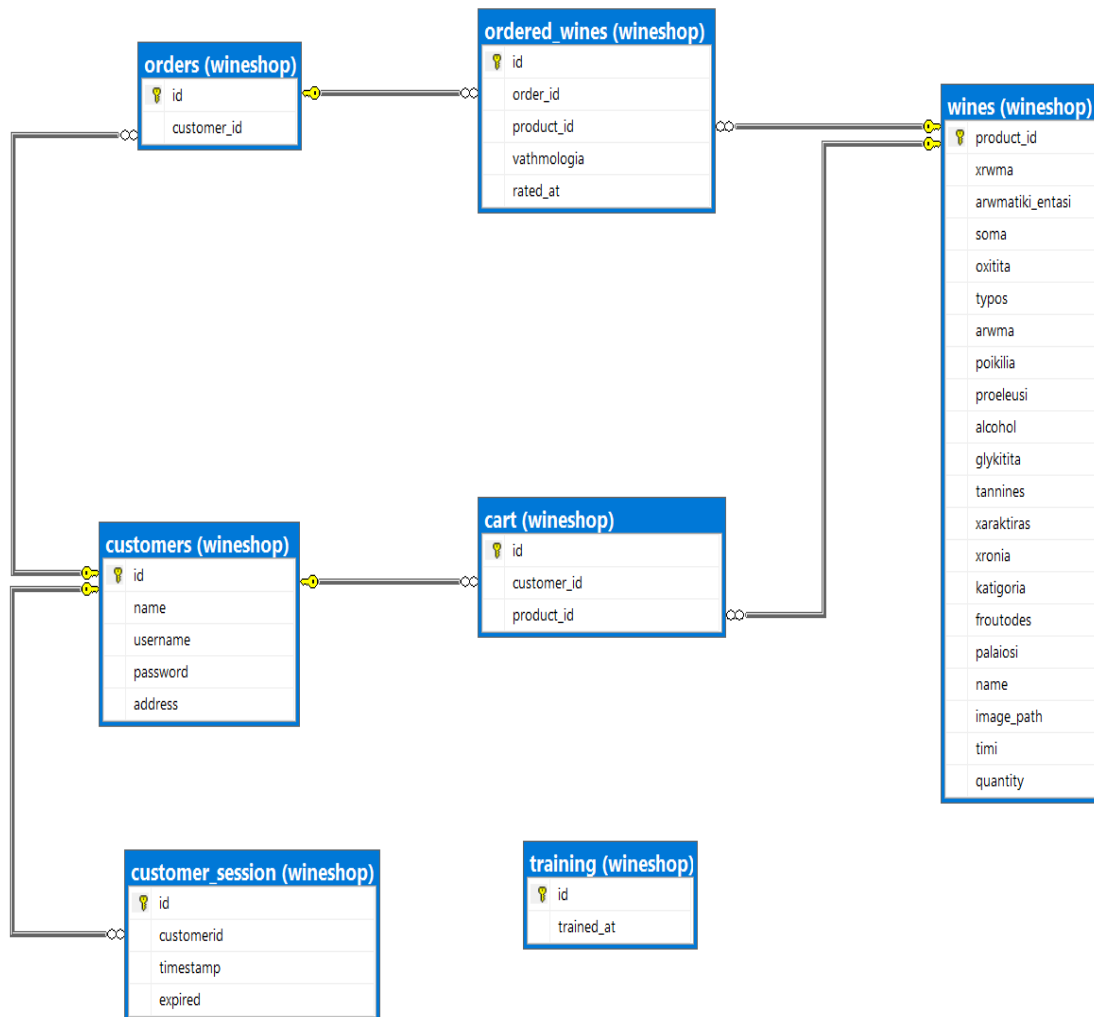 orders (wineshop)
id
customer_id
ordered_wines (wineshop)
id
order_id
product_id
vathmologia
rated_at
wines (wineshop)
product_id
xrwma
arwmatiki_entasi
soma
oxitita
typos
arwma
poikilia
proeleusi
alcohol
glykitita
tannines
xaraktiras
xronia
katigoria
froutodes
palaiosi
name
image_path
timi
quantity
customers (wineshop)
id
name
username
password
address
cart (wineshop)
id
customer_id
product_id
customer_session (wineshop)
id
customerid
timestamp
expired
training (wineshop)
id
trained_at